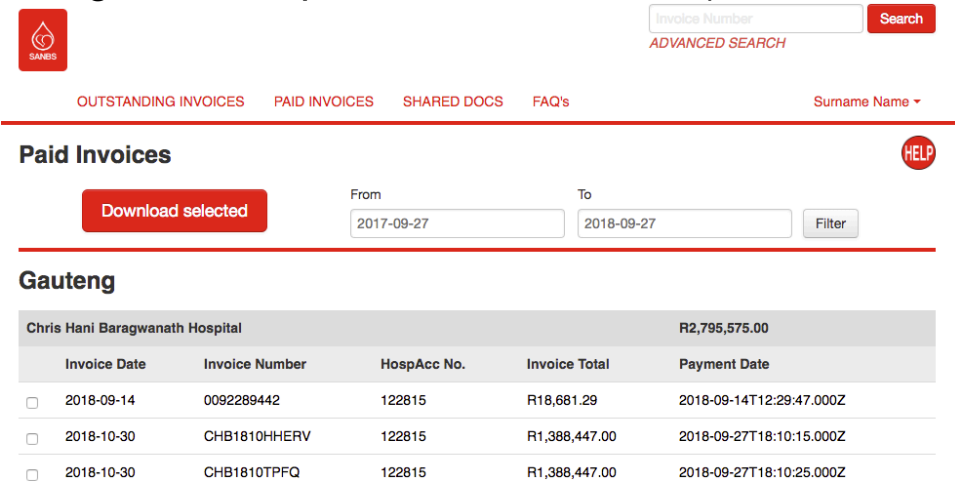 SANBS
Invoice Number
Search
ADVANCED SEARCH
OUTSTANDING INVOICES PAID INVOICES SHARED DOCS FAQ's Surname Name
Paid Invoices
HELP
Download selected
From To
2017-09-27 2018-09-27 Filter
Gauteng
Chris Hani Baragwanath Hospital R2,795,575.00
Invoice Date Invoice Number HospAcc No. Invoice Total Payment Date
2018-09-14 0092289442 122815 R18,681.29 2018-09-14T12:29:47.000Z
2018-10-30 CHB1810HHERV 122815 R1,388,447.00 2018-09-27T18:10:15.000Z
2018-10-30 CHB1810TPFQ 122815 R1,388,447.00 2018-09-27T18:10:25.000Z